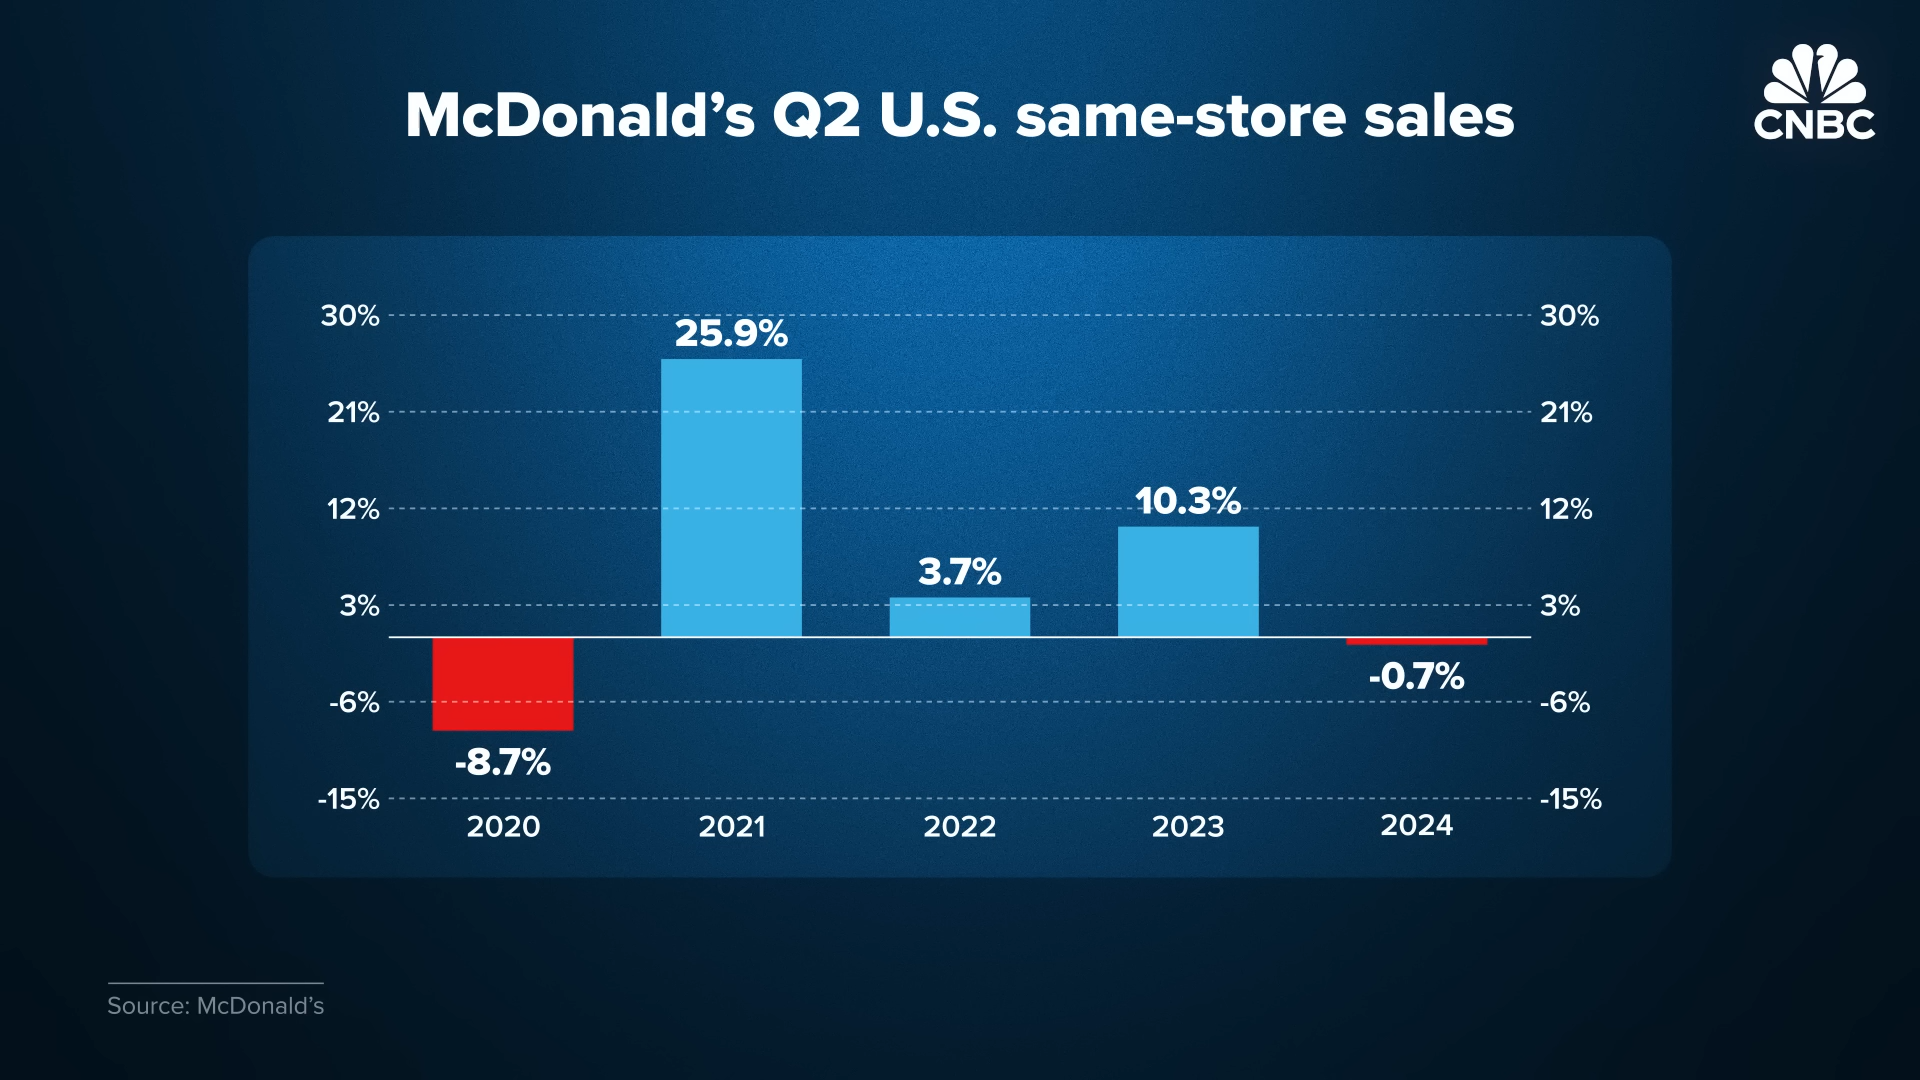 McDonald’s Q2 U.S. same-store sales
CNBC
30% 30%
25.9%
21% 21%
10.3%
12% 12%
3.7%
3% 3%
-0.7%
-6% -6%
-8.7%
-15% -15%
2020 2021 2022 2023 2024
Source: McDonald’s